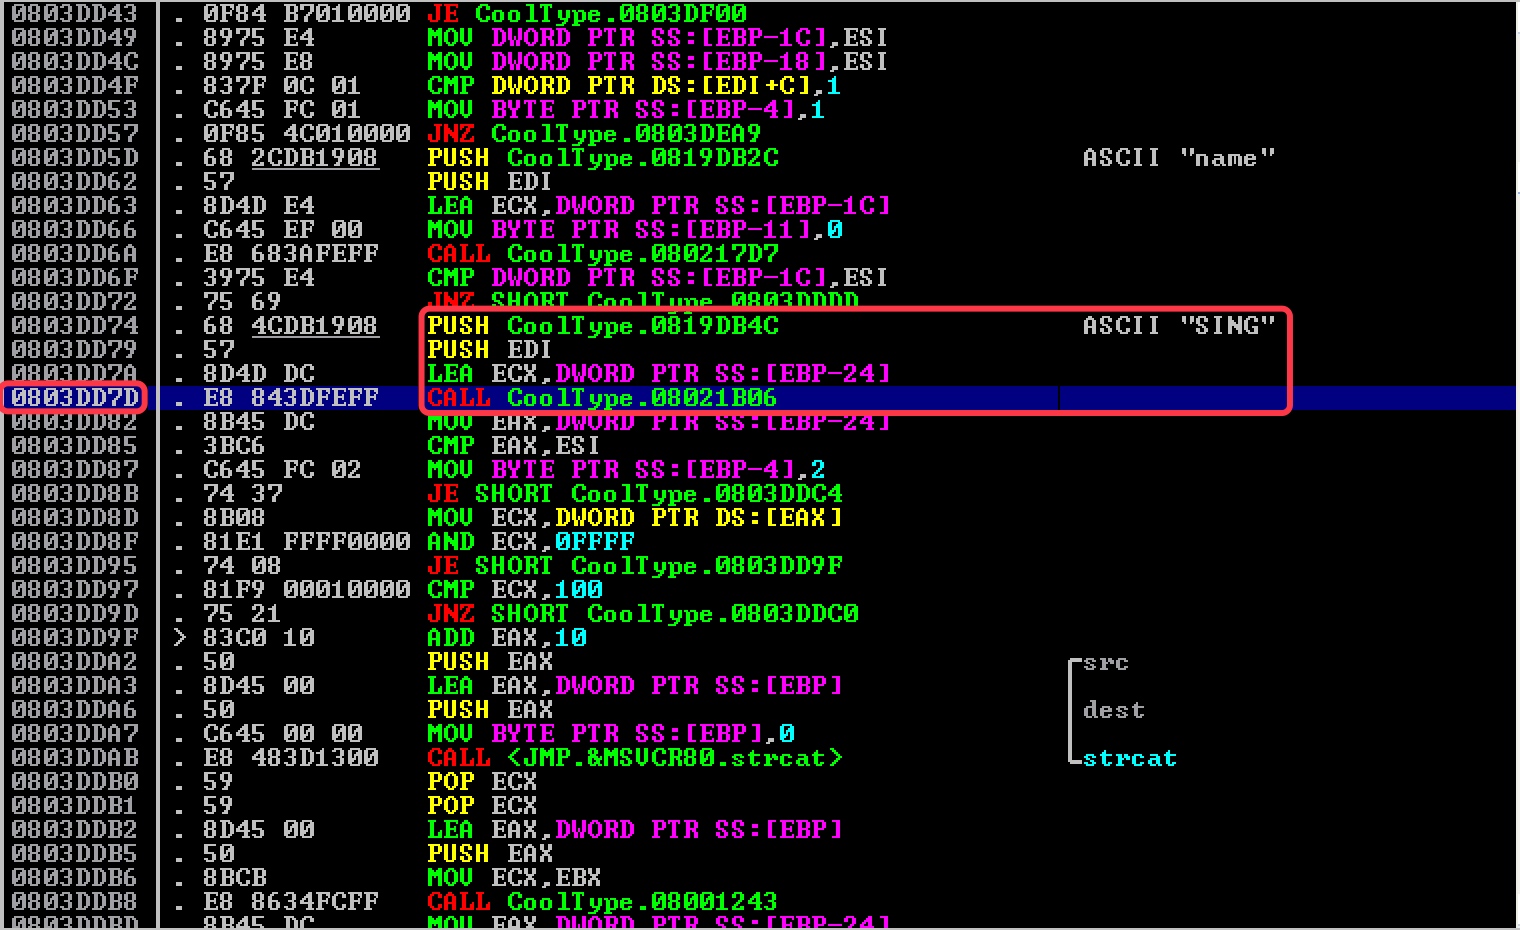 0803DD43 . 0F84 B7010000 JE CoolType.0803DF00
0803DD49 . 8975 E4 MOV DWORD PTR SS:[EBP-1C],ESI
0803DD4C . 8975 E8 MOV DWORD PTR SS:[EBP-18],ESI
0803DD4F . 837F 0C 01 CMP DWORD PTR DS:[EDI+C],1
0803DD53 . C645 FC 01 MOV BYTE PTR SS:[EBP-4],1
0803DD57 . 0F85 4C010000 JNZ CoolType.0803DEA9
0803DD5D . 68 2CDB1908 PUSH CoolType.0819DB2C ASCII "name"
0803DD62 . 57 PUSH EDI
0803DD63 . 8D4D E4 LEA ECX,DWORD PTR SS:[EBP-1C]
0803DD66 . C645 EF 00 MOV BYTE PTR SS:[EBP-11],0
0803DD6A . E8 683AFEFF CALL CoolType.080217D7
0803DD6F . 3975 E4 CMP DWORD PTR SS:[EBP-1C],ESI
0803DD72 . 75 69 JNZ SHORT CoolType.0803DDDD
0803DD74 . 68 4CDB1908 PUSH CoolType.0819DB4C ASCII "SING"
0803DD79 . 57 PUSH EDI
0803DD7A . 8D4D DC LEA ECX,DWORD PTR SS:[EBP-24]
0803DD7D . E8 843DFEFF CALL CoolType.08021B06
0803DD82 . 8B45 DC MOV EAX,DWORD PTR SS:[EBP-24]
0803DD85 . 3BC6 CMP EAX,ESI
0803DD87 . C645 FC 02 MOV BYTE PTR SS:[EBP-4],2
0803DD8B . 74 37 JE SHORT CoolType.0803DDC4
0803DD8D . 8B08 MOV ECX,DWORD PTR DS:[EAX]
0803DD8F . 81E1 FFFF0000 AND ECX,0FFFF
0803DD95 . 74 08 JE SHORT CoolType.0803DD9F
0803DD97 . 81F9 00010000 CMP ECX,100
0803DD9D . 75 21 JNZ SHORT CoolType.0803DDC0
0803DD9F > 83C0 10 ADD EAX,10
0803DDA2 . 50 PUSH EAX src
0803DDA3 . 8D45 00 LEA EAX,DWORD PTR SS:[EBP]
0803DDA6 . 50 PUSH EAX dest
0803DDA7 . C645 00 00 MOV BYTE PTR SS:[EBP],0
0803DDAB . E8 483D1300 CALL <JMP.&MSVCR80.strcat> strcat
0803DDB0 . 59 POP ECX
0803DDB1 . 59 POP ECX
0803DDB2 . 8D45 00 LEA EAX,DWORD PTR SS:[EBP]
0803DDB5 . 50 PUSH EAX
0803DDB6 . 8BCB MOV ECX,EBX
0803DDB8 . E8 8634FCFF CALL CoolType.08001243
0803DDBD . 8B45 DC MOV EAX,DWORD PTR SS:[EBP-24]